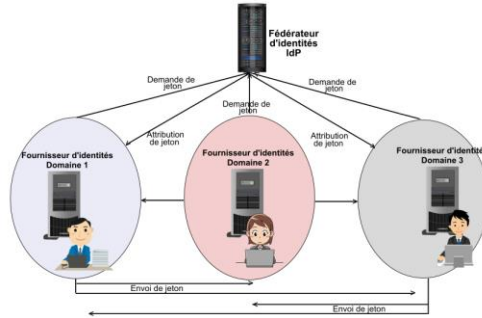 Fédérateur
d'identités
IdP
Demande de
jeton
Demande de
jeton
Demande de
jeton
Attribution
de jeton
Attribution
de jeton
Fournisseur d'identités
Domaine 1
Fournisseur d'identités
Domaine 2
Fournisseur d'identité
Domaine 3
Envoi de jeton
Envoi de jeton